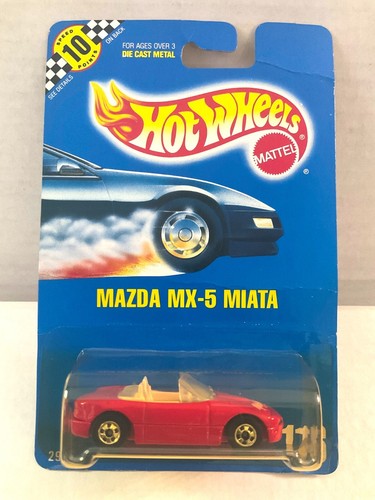 SPEED
10
POINTS
ON BACK
SEE DETAILS
FOR AGES OVER 3
DIE CAST METAL
HOT WHEELS
®
MATTEL
®
MAZDA MX-5 MIATA